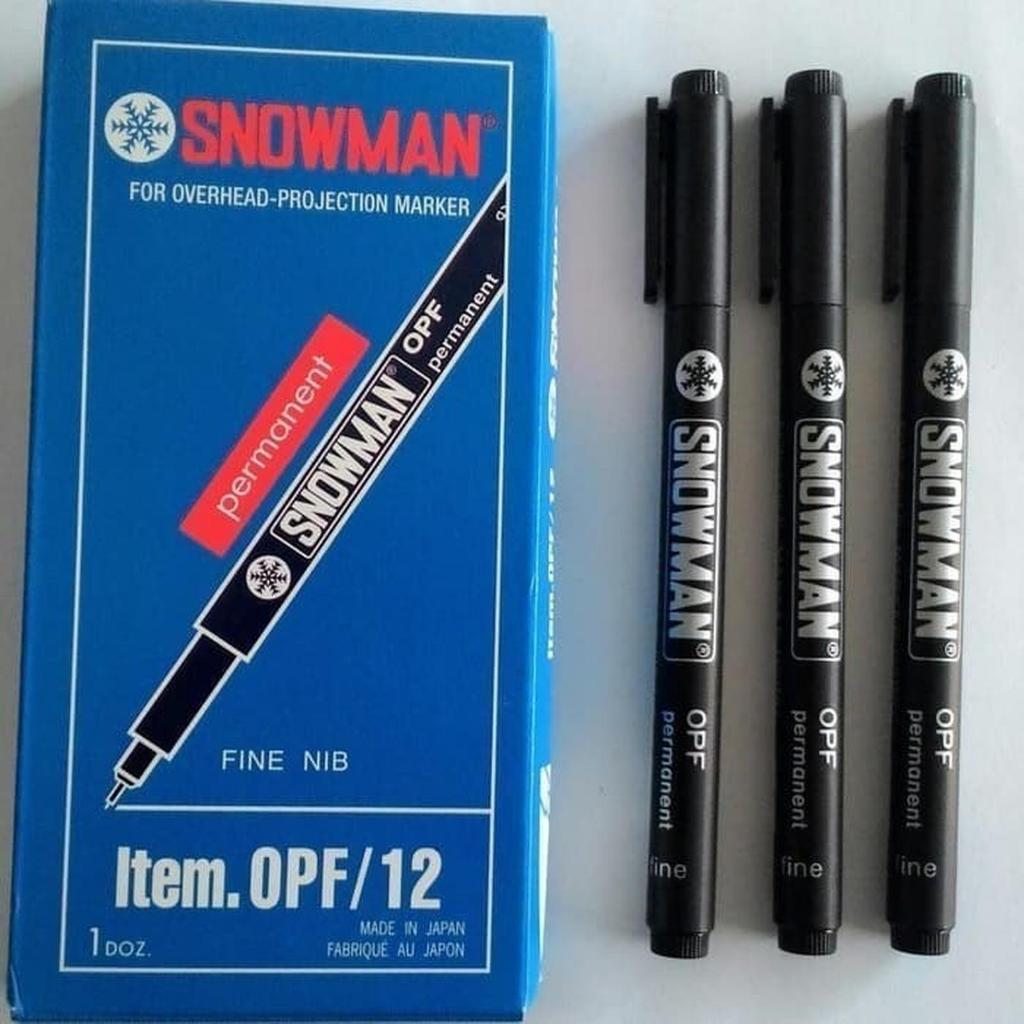 SNOWMAN®
FOR OVERHEAD-PROJECTION MARKER
permanent
SNOWMAN®
OPF
permanent
FINE NIB
Item. OPF/12
1 DOZ.
MADE IN JAPAN
FABRIQUÉ AU JAPON
SNOWMAN®
OPF
permanent
fine
SNOWMAN®
OPF
permanent
fine
SNOWMAN®
OPF
permanent
fine